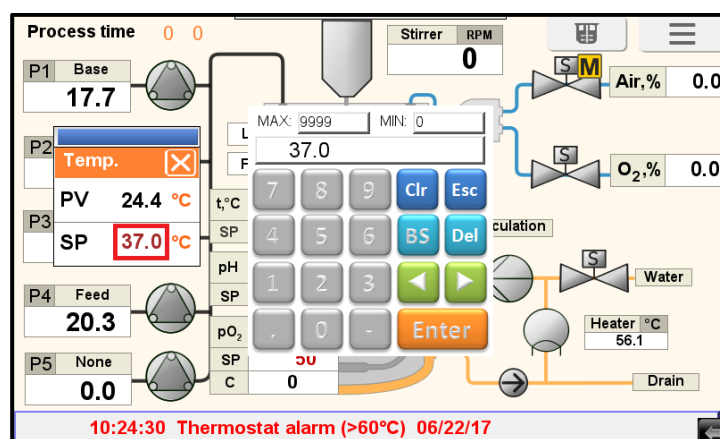 Process time 0 0
Stirrer RPM
0
P1 Base
17.7
S M
Air,% 0.0
P2
Temp.
PV 24.4 °C
SP 37.0 °C
MAX: 9999 MIN: 0
37.0
7 8 9 Clr Esc
4 5 6 BS Del
1 2 3
. 0 - Enter
S
O2,% 0.0
P3
t,°C
SP
pH
SP
pO2
SP 50
C 0
culation
S
Water
Heater °C
56.1
Drain
P4 Feed
20.3
P5 None
0.0
10:24:30 Thermostat alarm (>60°C) 06/22/17